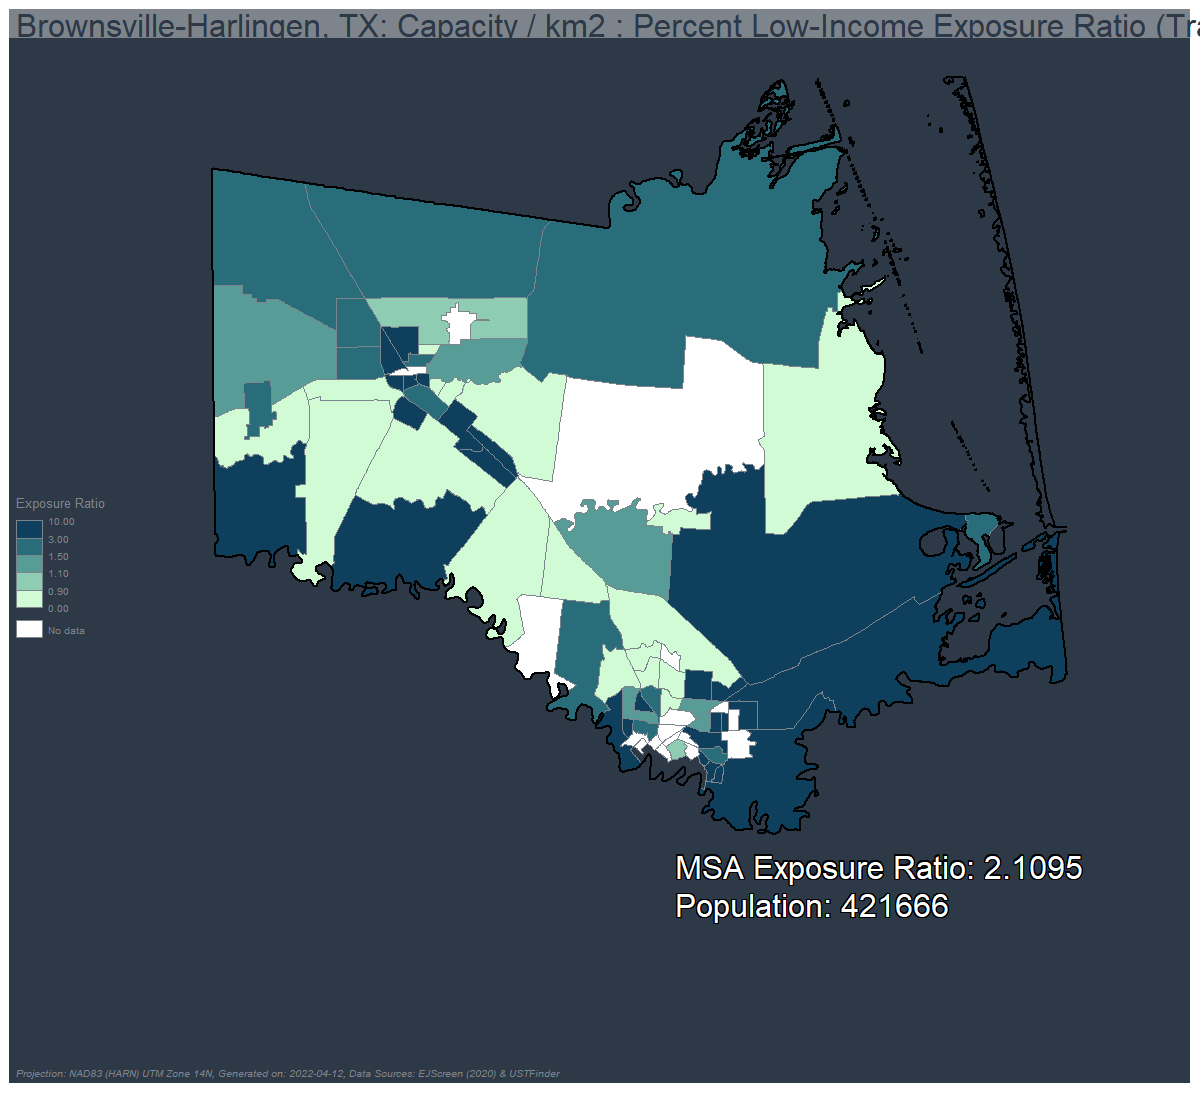 Brownsville-Harlingen, TX: Capacity / km2 : Percent Low-Income Exposure Ratio (Tra
Exposure Ratio
10.00
3.00
1.50
1.10
0.90
0.00
No data
MSA Exposure Ratio: 2.1095
Population: 421666
Projection: NAD83 (HARN) UTM Zone 14N, Generated on: 2022-04-12, Data Sources: EJScreen (2020) & USTFinder